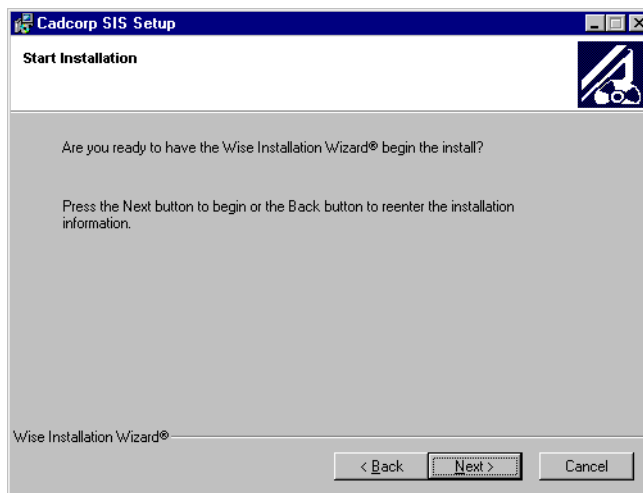 Cadcorp SIS Setup
Start Installation
Are you ready to have the Wise Installation Wizard® begin the install?
Press the Next button to begin or the Back button to reenter the installation
information.
Wise Installation Wizard®
< Back Next > Cancel